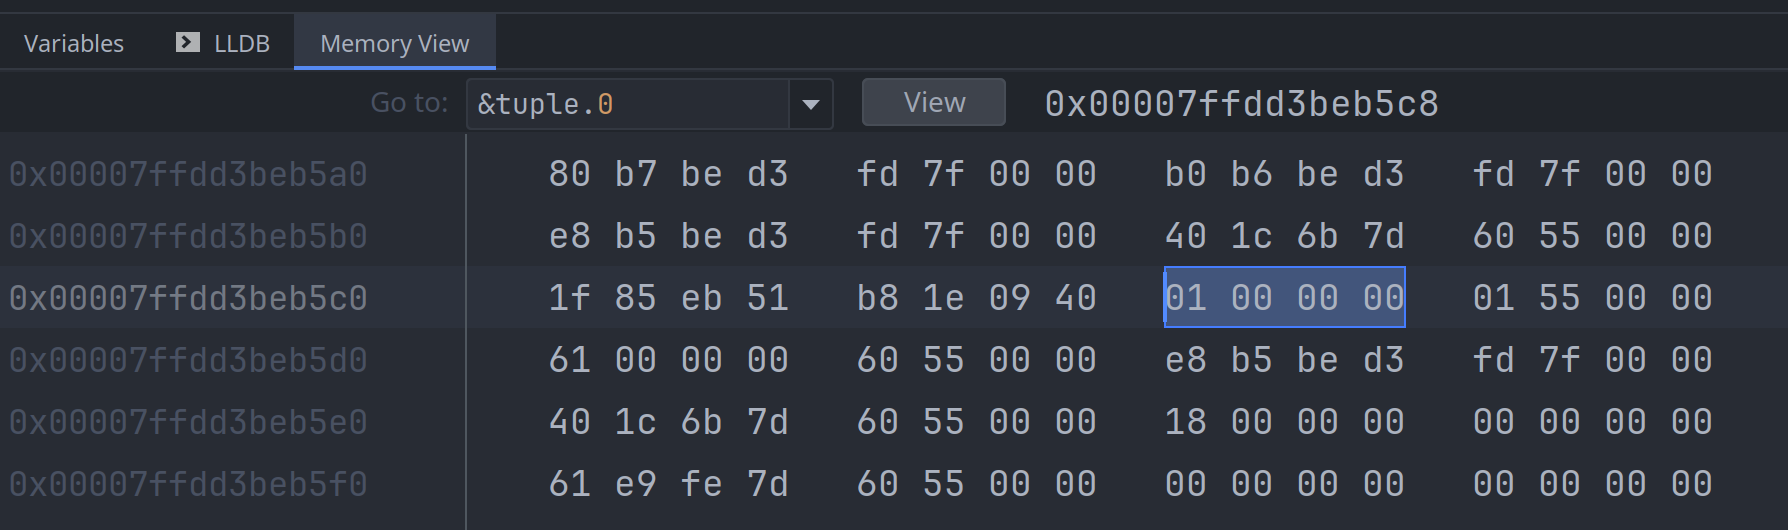 Variables LLDB Memory View
Go to: &tuple.0 View 0x00007ffdd3beb5c8
0x00007ffdd3beb5a0 80 b7 be d3 fd 7f 00 00 b0 b6 be d3 fd 7f 00 00
0x00007ffdd3beb5b0 e8 b5 be d3 fd 7f 00 00 40 1c 6b 7d 60 55 00 00
0x00007ffdd3beb5c0 1f 85 eb 51 b8 1e 09 40 01 00 00 00 01 55 00 00
0x00007ffdd3beb5d0 61 00 00 00 60 55 00 00 e8 b5 be d3 fd 7f 00 00
0x00007ffdd3beb5e0 40 1c 6b 7d 60 55 00 00 18 00 00 00 00 00 00 00
0x00007ffdd3beb5f0 61 e9 fe 7d 60 55 00 00 00 00 00 00 00 00 00 00